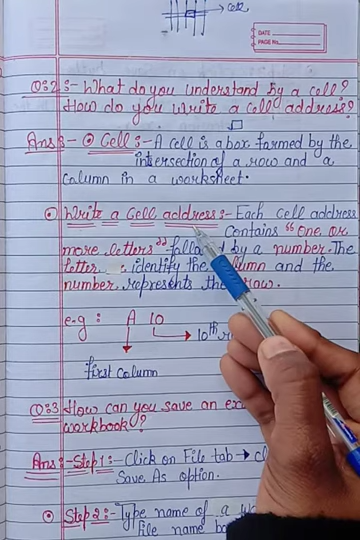 cell
DATE
PAGE No.
Q:2:- What do you understand by a cell?
How do you write a cell address?
Ans:- Cell:- A cell is a box formed by the
intersection of a row and a
column in a worksheet.
Write a cell address:- Each cell address
contains "One or
more letters" followed by a number. The
letter identify the column and the
number represents the row.
e.g : A 10
10th
first column
Q:3 How can you save an
workbook?
Ans:- Step1:- Click on File tab →
Save As option.
Step2:- Type name of a
file name